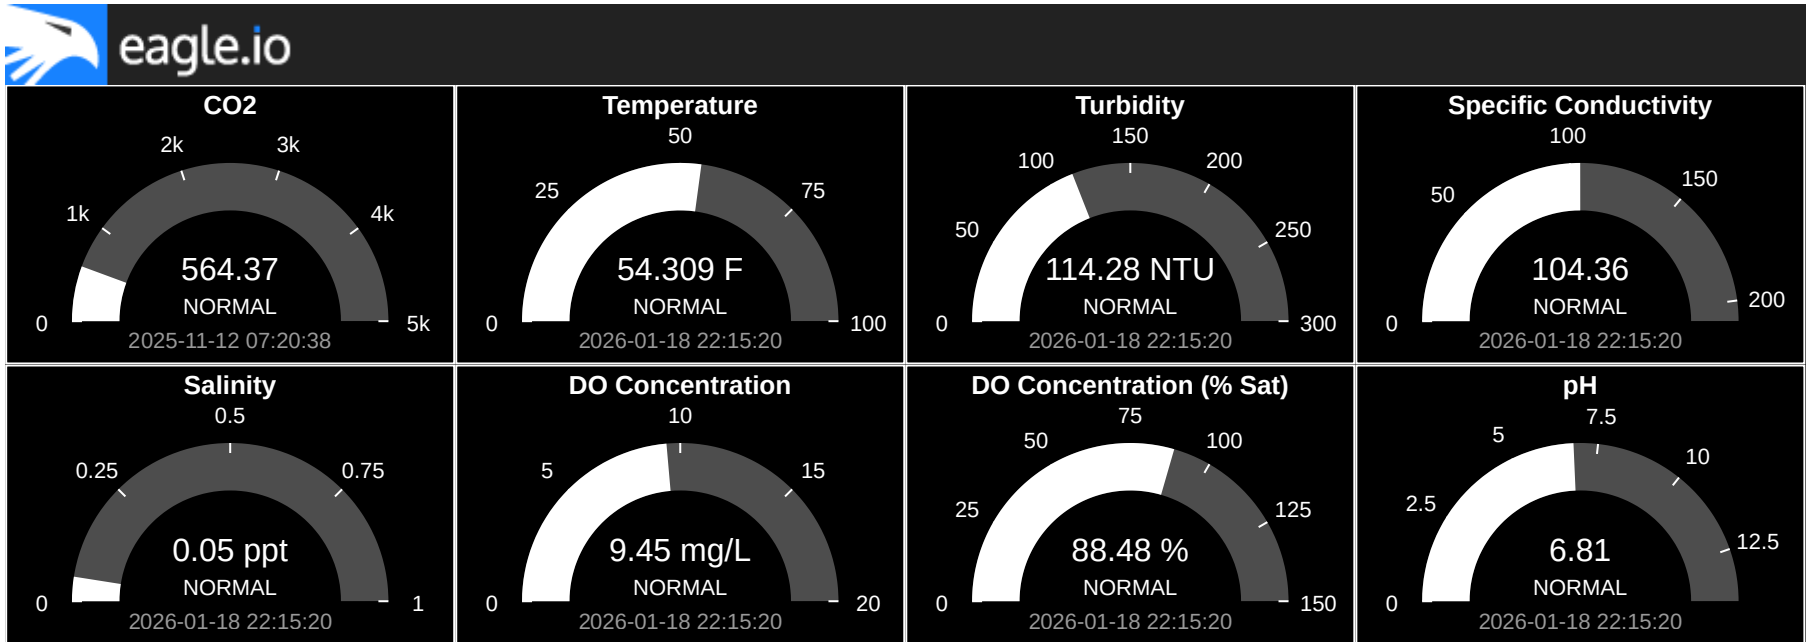 eagle.io
CO2
0
1k
2k
3k
4k
5k
564.37
NORMAL
2025-11-12 07:20:38
Temperature
0
25
50
75
100
54.309 F
NORMAL
2026-01-18 22:15:20
Turbidity
0
50
100
150
200
250
300
114.28 NTU
NORMAL
2026-01-18 22:15:20
Specific Conductivity
0
50
100
150
200
104.36
NORMAL
2026-01-18 22:15:20
Salinity
0
0.25
0.5
0.75
1
0.05 ppt
NORMAL
2026-01-18 22:15:20
DO Concentration
0
5
10
15
20
9.45 mg/L
NORMAL
2026-01-18 22:15:20
DO Concentration (% Sat)
0
25
50
75
100
125
150
88.48 %
NORMAL
2026-01-18 22:15:20
pH
0
2.5
5
7.5
10
12.5
6.81
NORMAL
2026-01-18 22:15:20